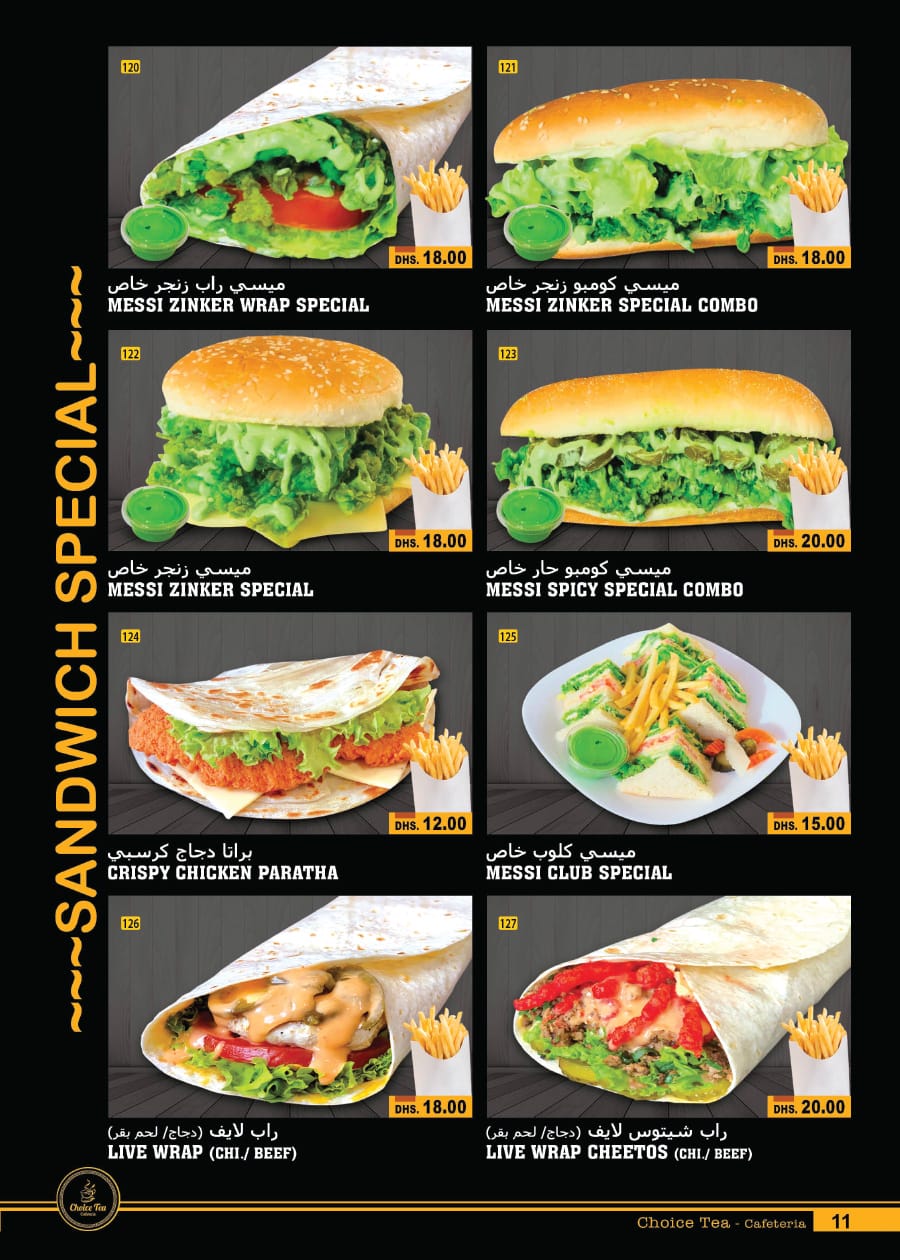 ~~~SANDWICH SPECIAL~~~
120
DHS. 18.00
ميسي راب زنجر خاص
MESSI ZINKER WRAP SPECIAL
121
DHS. 18.00
ميسي كومبو زنجر خاص
MESSI ZINKER SPECIAL COMBO
122
DHS. 18.00
ميسي زنجر خاص
MESSI ZINKER SPECIAL
123
DHS. 20.00
ميسي كومبو حار خاص
MESSI SPICY SPECIAL COMBO
124
DHS. 12.00
براتا دجاج كرسبي
CRISPY CHICKEN PARATHA
125
DHS. 15.00
ميسي كلوب خاص
MESSI CLUB SPECIAL
126
DHS. 18.00
راب لايف (دجاج/ لحم بقر)
LIVE WRAP (CHI./ BEEF)
127
DHS. 20.00
راب شيتوس لايف (دجاج/ لحم بقر)
LIVE WRAP CHEETOS (CHI./ BEEF)
Choice Tea
Cafeteria
Choice Tea - Cafeteria
11